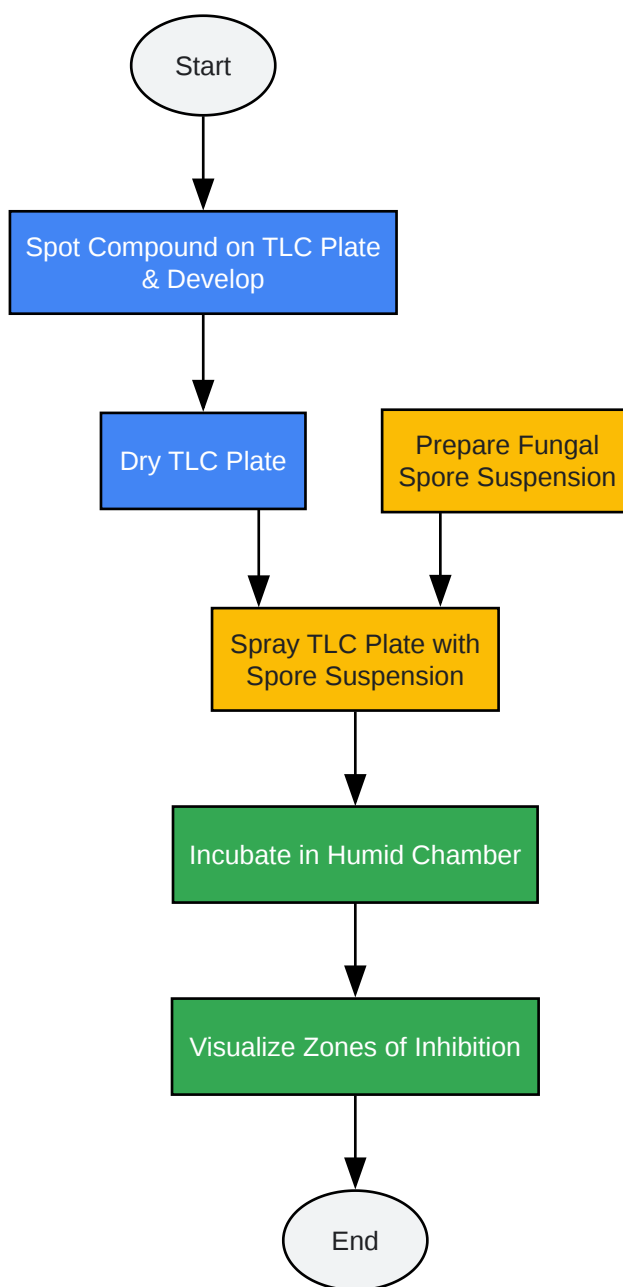 Start
Spot Compound on TLC Plate
& Develop
Dry TLC Plate
Prepare Fungal
Spore Suspension
Spray TLC Plate with
Spore Suspension
Incubate in Humid Chamber
Visualize Zones of Inhibition
End